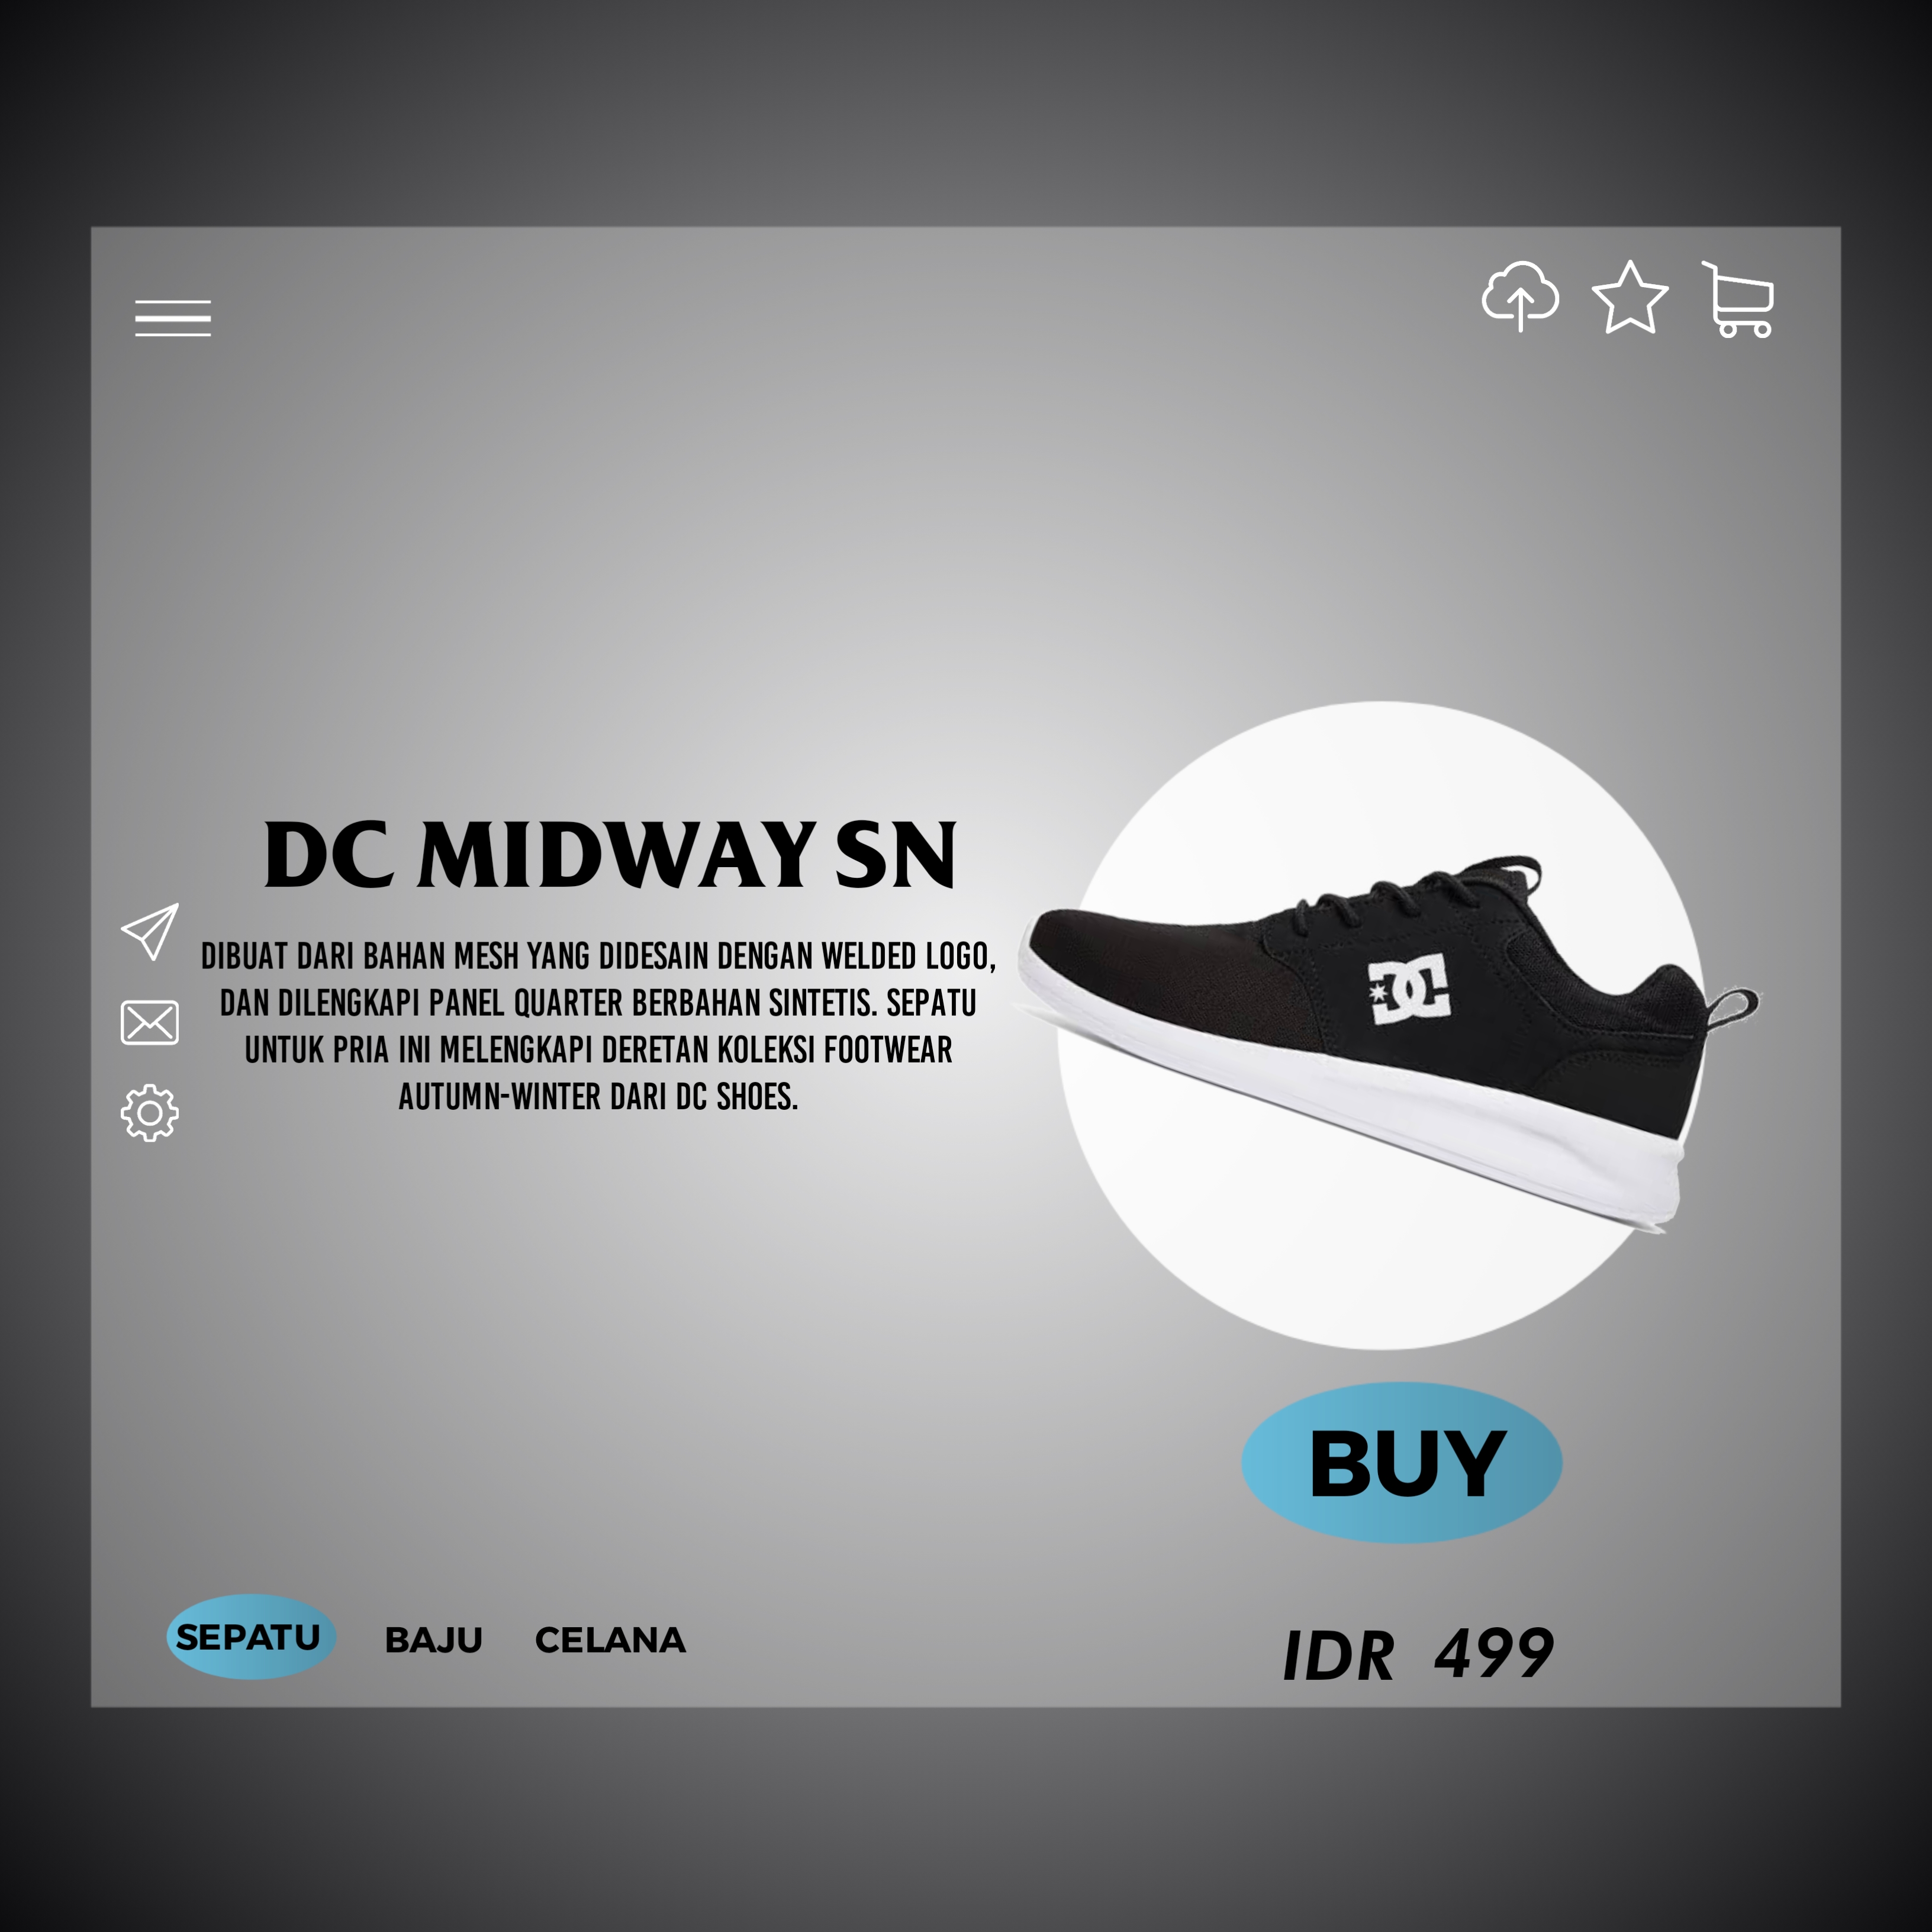 DC MIDWAY SN
DIBUAT DARI BAHAN MESH YANG DIDESAIN DENGAN WELDED LOGO,
DAN DILENGKAPI PANEL QUARTER BERBAHAN SINTETIS. SEPATU
UNTUK PRIA INI MELENGKAPI DERETAN KOLEKSI FOOTWEAR
AUTUMN-WINTER DARI DC SHOES.
DC
BUY
SEPATU BAJU CELANA
IDR 499